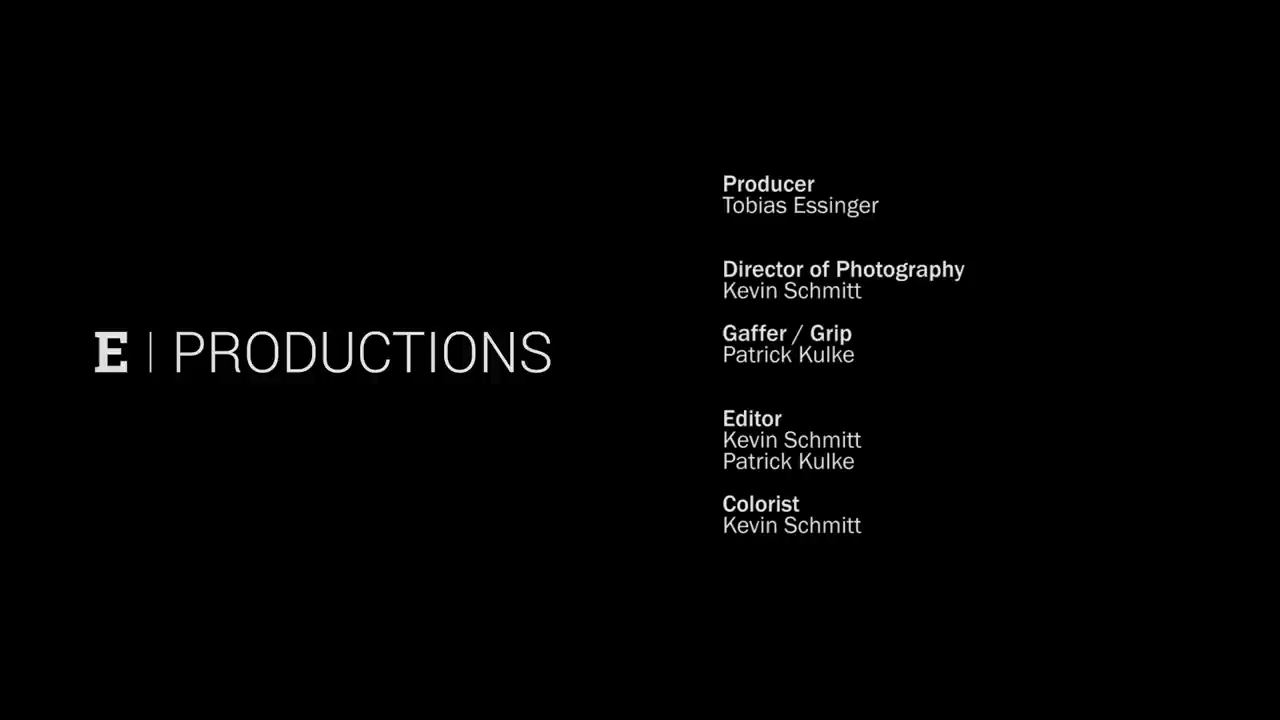 E | PRODUCTIONS
Producer
Tobias Essinger
Director of Photography
Kevin Schmitt
Gaffer / Grip
Patrick Kulke
Editor
Kevin Schmitt
Patrick Kulke
Colorist
Kevin Schmitt